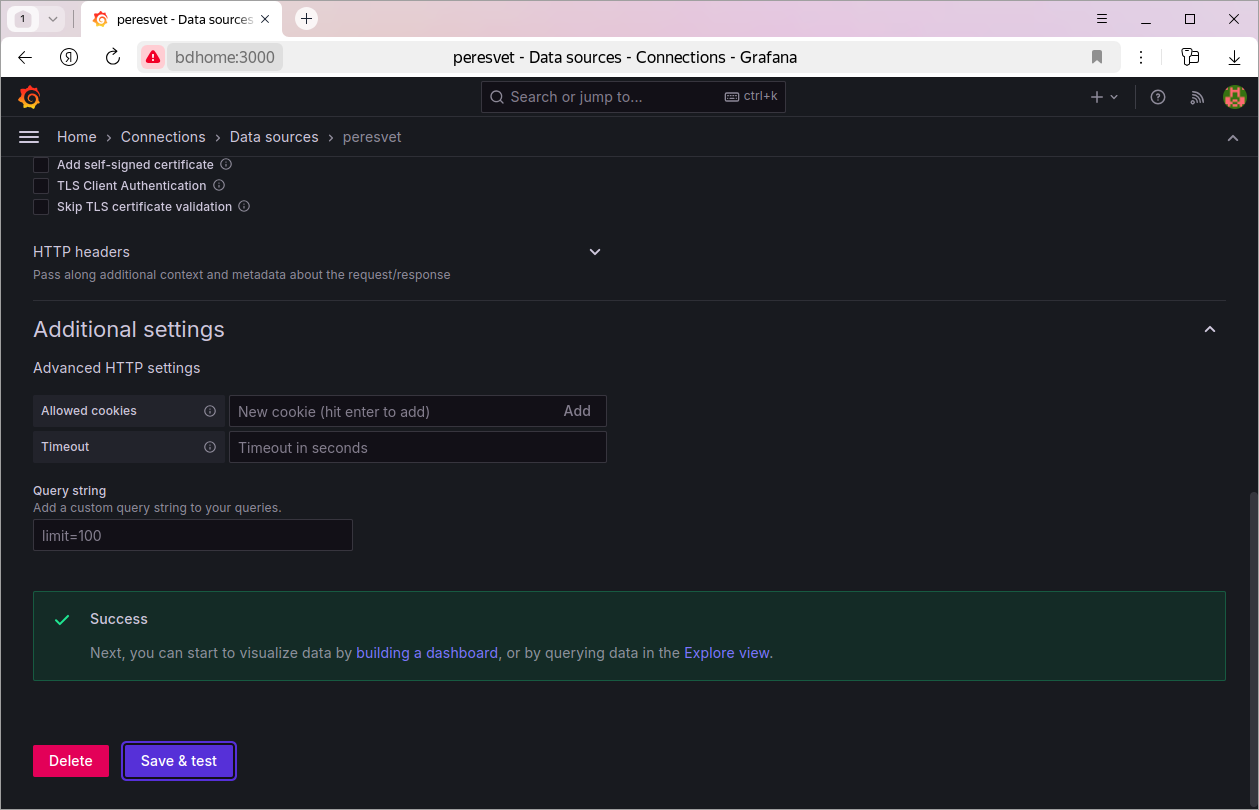 1
peresvet - Data sources
Я
bdhome:3000
peresvet - Data sources - Connections - Grafana
Search or jump to...
ctrl+k
Home › Connections › Data sources › peresvet
Add self-signed certificate
TLS Client Authentication
Skip TLS certificate validation
HTTP headers
Pass along additional context and metadata about the request/response
Additional settings
Advanced HTTP settings
Allowed cookies
New cookie (hit enter to add)
Add
Timeout
Timeout in seconds
Query string
Add a custom query string to your queries.
limit=100
Success
Next, you can start to visualize data by building a dashboard, or by querying data in the Explore view.
Delete
Save & test